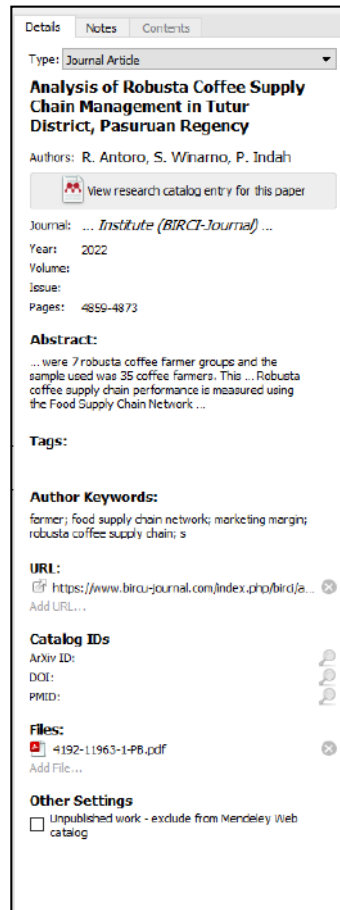 Details Notes Contents
Type: Journal Article
Analysis of Robusta Coffee Supply
Chain Management in Tutur
District, Pasuruan Regency
Authors: R. Antoro, S. Winarno, P. Indah
View research catalog entry for this paper
Journal: ... Institute (BIRCI-Journal) ...
Year: 2022
Volume:
Issue:
Pages: 4859-4873
Abstract:
... were 7 robusta coffee farmer groups and the
sample used was 35 coffee farmers. This ... Robusta
coffee supply chain performance is measured using
the Food Supply Chain Network ...
Tags:
Author Keywords:
farmer; food supply chain network; marketing margin;
robusta coffee supply chain; s
URL:
https://www.bircu-journal.com/index.php/birci/a...
Add URL...
Catalog IDs
ArXiv ID:
DOI:
PMID:
Files:
4192-11963-1-PB.pdf
Add File...
Other Settings
Unpublished work - exclude from Mendeley Web
catalog